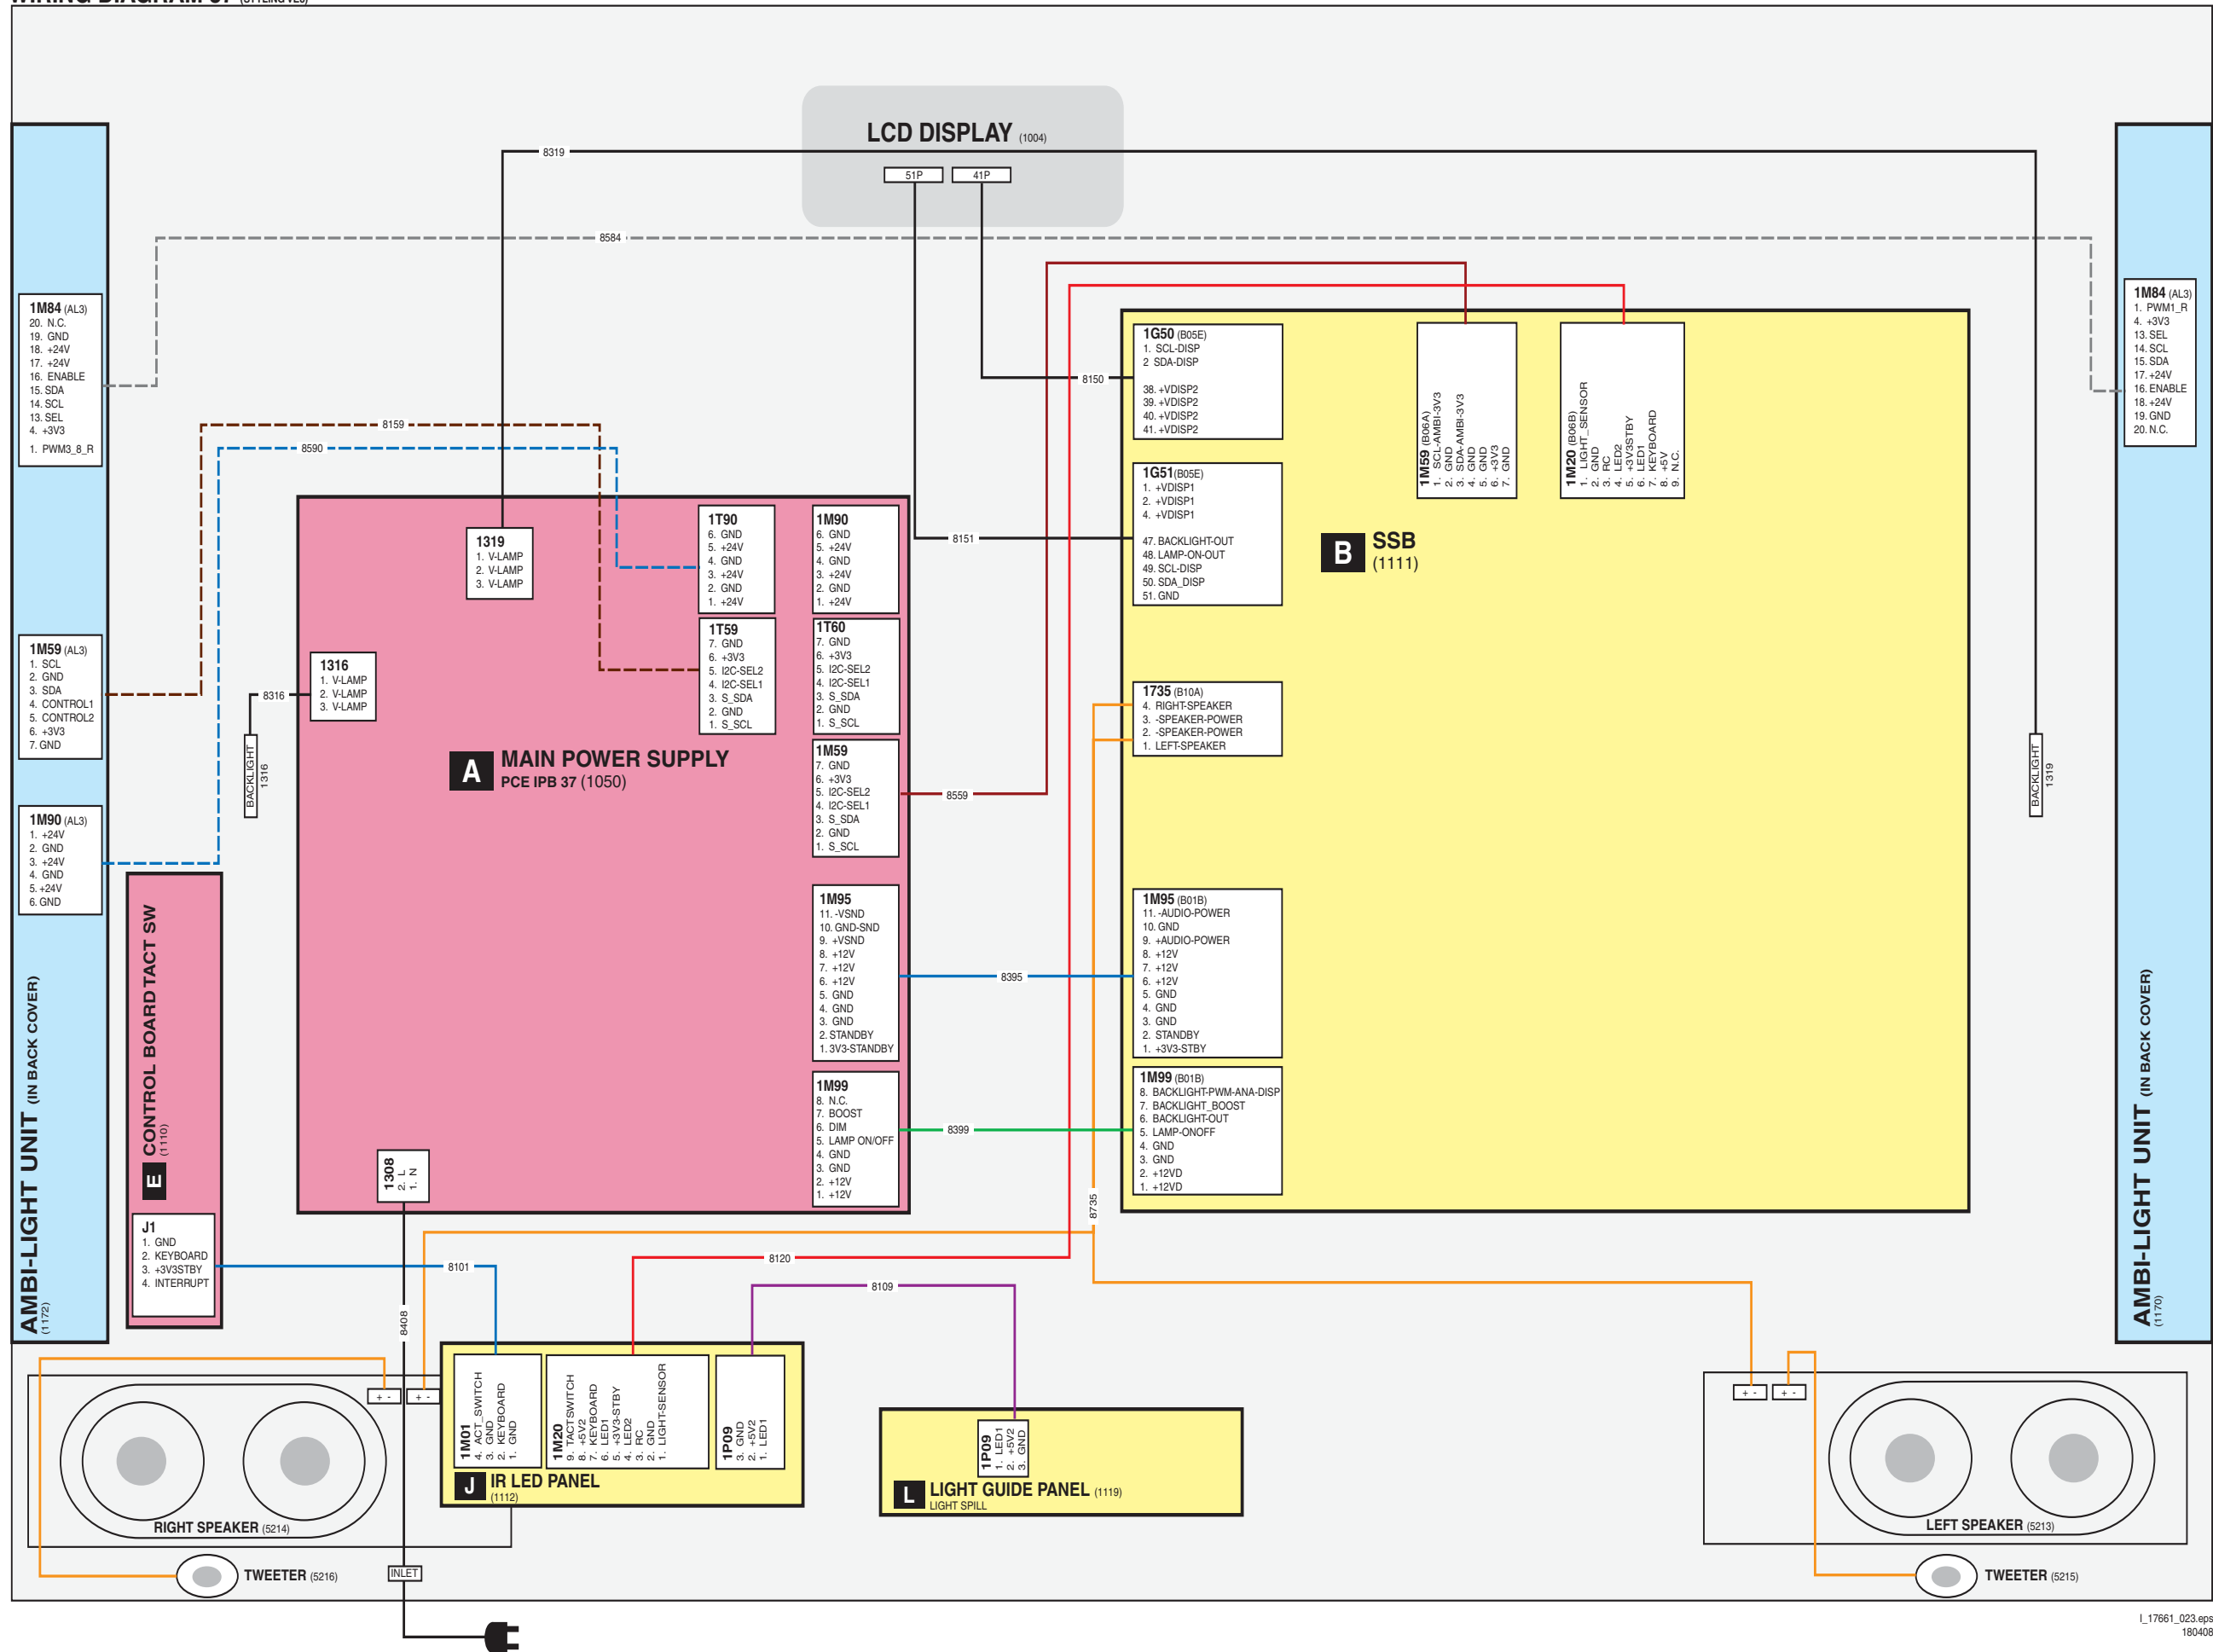 LCD DISPLAY (1004)
51P
41P
8319
8584
1M84 (AL3)
20. N.C.
19. GND
18. +24V
17. +24V
16. ENABLE
15. SDA
14. SCL
13. SEL
4. +3V3
1. PWM3_8_R
1M59 (AL3)
1. SCL
2. GND
3. SDA
4. CONTROL1
5. CONTROL2
6. +3V3
7. GND
1M90 (AL3)
1. +24V
2. GND
3. +24V
4. GND
5. +24V
6. GND
AMBI-LIGHT UNIT (IN BACK COVER)
(1172)
8159
8590
8316
BACKLIGHT
1316
E CONTROL BOARD TACT SW
(1110)
J1
1. GND
2. KEYBOARD
3. +3V3STBY
4. INTERRUPT
1319
1. V-LAMP
2. V-LAMP
3. V-LAMP
1316
1. V-LAMP
2. V-LAMP
3. V-LAMP
A MAIN POWER SUPPLY
PCE IPB 37 (1050)
1308
2. L
1. N
1T90
6. GND
5. +24V
4. GND
3. +24V
2. GND
1. +24V
1T59
7. GND
6. +3V3
5. I2C-SEL2
4. I2C-SEL1
3. S_SDA
2. GND
1. S_SCL
1M90
6. GND
5. +24V
4. GND
3. +24V
2. GND
1. +24V
1T60
7. GND
6. +3V3
5. I2C-SEL2
4. I2C-SEL1
3. S_SDA
2. GND
1. S_SCL
1M59
7. GND
6. +3V3
5. I2C-SEL2
4. I2C-SEL1
3. S_SDA
2. GND
1. S_SCL
1M95
11. -VSND
10. GND-SND
9. +VSND
8. +12V
7. +12V
6. +12V
5. GND
4. GND
3. GND
2. STANDBY
1. 3V3-STANDBY
1M99
8. N.C.
7. BOOST
6. DIM
5. LAMP ON/OFF
4. GND
3. GND
2. +12V
1. +12V
8150
8151
8559
8395
8399
8735
1G50 (B05E)
1. SCL-DISP
2 SDA-DISP
38. +VDISP2
39. +VDISP2
40. +VDISP2
41. +VDISP2
1G51(B05E)
1. +VDISP1
2. +VDISP1
4. +VDISP1
47. BACKLIGHT-OUT
48. LAMP-ON-OUT
49. SCL-DISP
50. SDA_DISP
51. GND
1735 (B10A)
4. RIGHT-SPEAKER
3. -SPEAKER-POWER
2. -SPEAKER-POWER
1. LEFT-SPEAKER
1M95 (B01B)
11. -AUDIO-POWER
10. GND
9. +AUDIO-POWER
8. +12V
7. +12V
6. +12V
5. GND
4. GND
3. GND
2. STANDBY
1. +3V3-STBY
1M99 (B01B)
8. BACKLIGHT-PWM-ANA-DISP
7. BACKLIGHT_BOOST
6. BACKLIGHT-OUT
5. LAMP-ONOFF
4. GND
3. GND
2. +12VD
1. +12VD
1M59 (B06A)
1. SCL-AMBI-3V3
2. GND
3. SDA-AMBI-3V3
4. GND
5. GND
6. +3V3
7. GND
1M20 (B06B)
1. LIGHT_SENSOR
2. GND
3. RC
4. LED2
5. +3V3STBY
6. LED1
7. KEYBOARD
8. +5V
9. N.C.
B SSB
(1111)
BACKLIGHT
1319
1M84 (AL3)
1. PWM1_R
4. +3V3
13. SEL
14. SCL
15. SDA
17. +24V
16. ENABLE
18. +24V
19. GND
20. N.C.
AMBI-LIGHT UNIT (IN BACK COVER)
(1170)
8101
8120
8109
8408
+ -
+ -
1M01
4. ACT_SWITCH
3. GND
2. KEYBOARD
1. GND
1M20
9. TACTSWITCH
8. +5V2
7. KEYBOARD
6. LED1
5. +3V3-STBY
4. LED2
3. RC
2. GND
1. LIGHT-SENSOR
1P09
3. GND
2. +5V2
1. LED1
J IR LED PANEL
(1112)
1P09
1. LED1
2. +5V2
3. GND
L LIGHT GUIDE PANEL (1119)
LIGHT SPILL
+ -
+ -
RIGHT SPEAKER (5214)
LEFT SPEAKER (5213)
TWEETER (5216)
INLET
TWEETER (5215)
I_17661_023.eps
180408